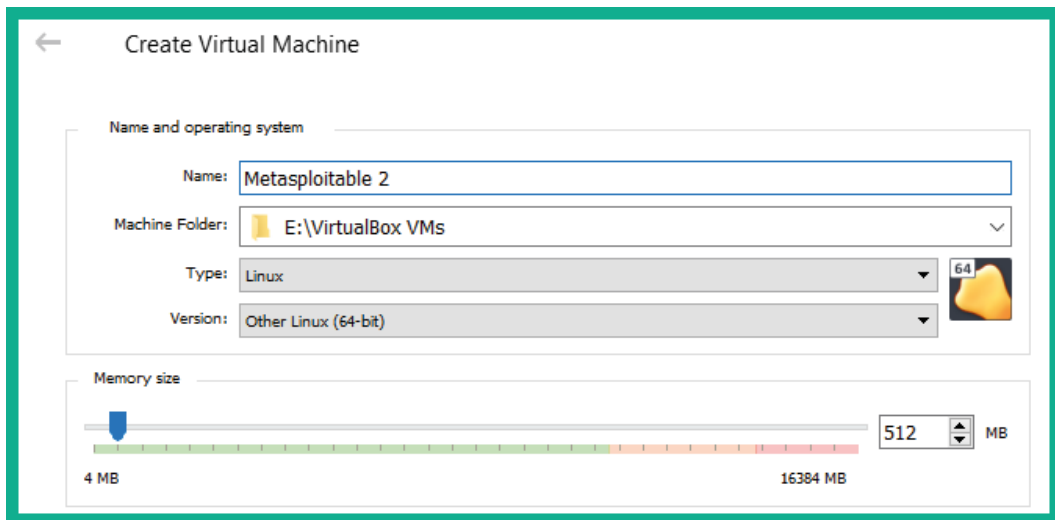 Create Virtual Machine
Name and operating system
Name: Metasploitable 2
Machine Folder: E:\VirtualBox VMs
Type: Linux
64
Version: Other Linux (64-bit)
Memory size
512 MB
4 MB 16384 MB